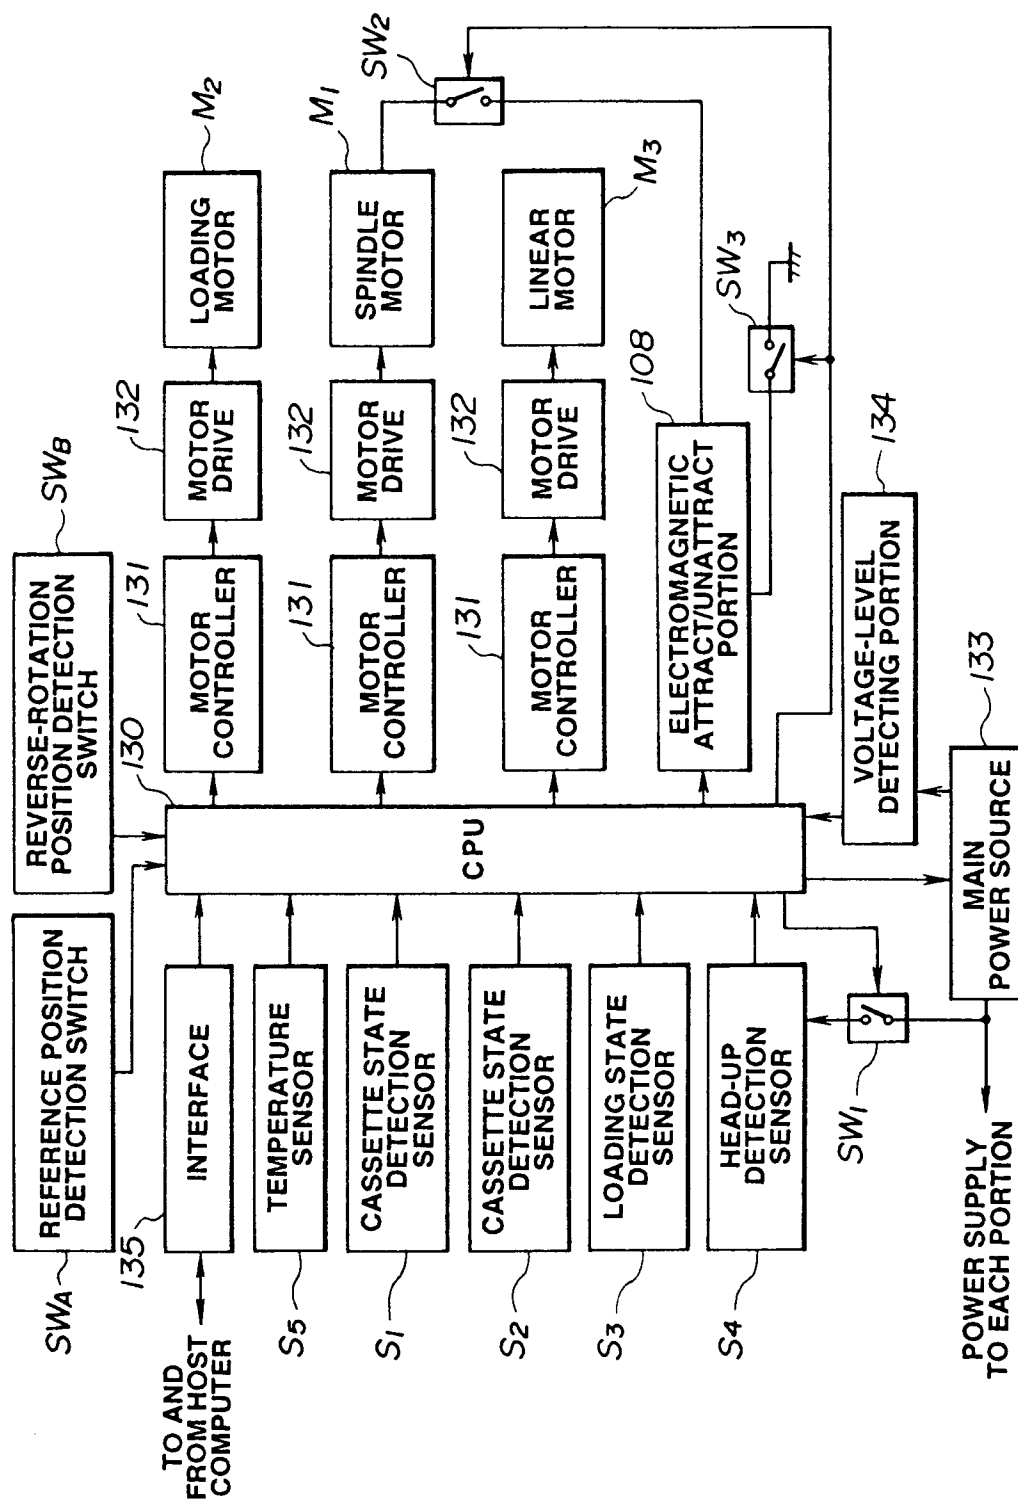 SWA
REFERENCE POSITION
DETECTION SWITCH
REVERSE-ROTATION
POSITION DETECTION
SWITCH
SWB
TO AND
FROM HOST
COMPUTER
135
INTERFACE
130
CPU
131
MOTOR
CONTROLLER
132
MOTOR
DRIVE
LOADING
MOTOR
M2
S5
TEMPERATURE
SENSOR
S1
CASSETTE STATE
DETECTION
SENSOR
131
MOTOR
CONTROLLER
132
MOTOR
DRIVE
SPINDLE
MOTOR
M1
SW2
S2
CASSETTE STATE
DETECTION
SENSOR
131
MOTOR
CONTROLLER
132
MOTOR
DRIVE
LINEAR
MOTOR
M3
S3
LOADING STATE
DETECTION
SENSOR
S4
HEAD-UP
DETECTION
SENSOR
ELECTROMAGNETIC
ATTRACT/UNATTRACT
PORTION
108
SW3
SW1
VOLTAGE-LEVEL
DETECTING PORTION
134
POWER SUPPLY
TO EACH PORTION
MAIN
POWER SOURCE
133